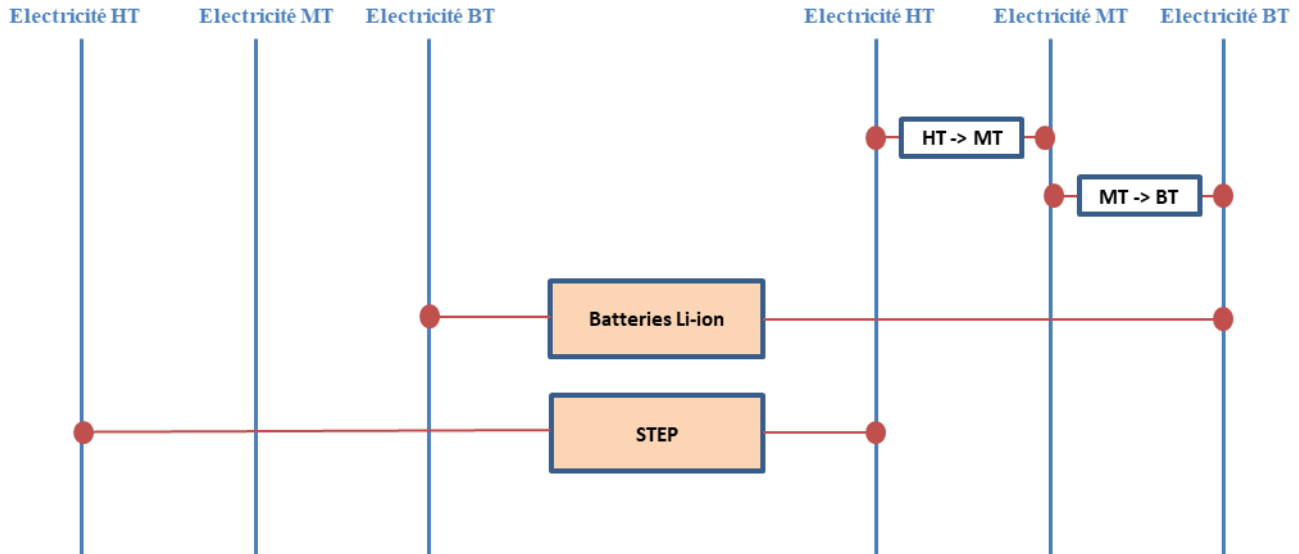 Electricité HT
Electricité MT
Electricité BT
Electricité HT
Electricité MT
Electricité BT
HT -> MT
MT -> BT
Batteries Li-ion
STEP